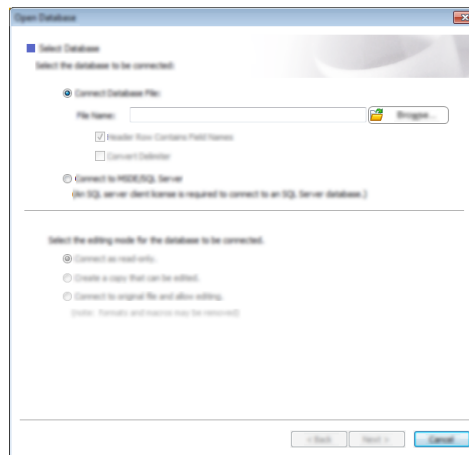 Open Database
Select Database
Select the database to be connected:
Connect Database File:
File Name:
Browse...
Header Row Contains Field Names
Convert Delimiter
Connect to MSDE/SQL Server
(An SQL server client license is required to connect to an SQL Server database.)
Select the editing mode for the database to be connected.
Connect as read-only.
Create a copy that can be edited.
Connect to original file and allow editing.
(note: formats and macros may be removed)
< Back
Next >
Cancel